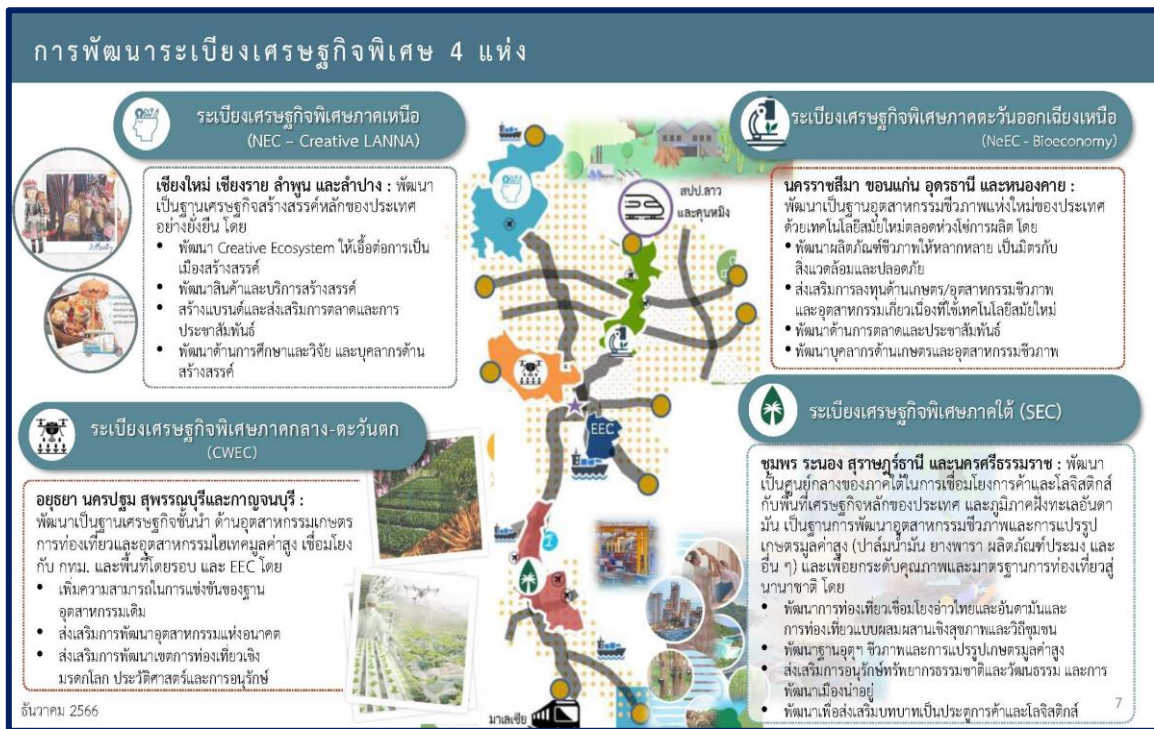 การพัฒนาระเบียงเศรษฐกิจพิเศษ 4 แห่ง
ระเบียงเศรษฐกิจพิเศษภาคเหนือ
(NEC – Creative LANNA)
เชียงใหม่ เชียงราย ลำพูน และลำปาง : พัฒนา
เป็นฐานเศรษฐกิจสร้างสรรค์หลักของประเทศ
อย่างยั่งยืน โดย
• พัฒนา Creative Ecosystem ให้เอื้อต่อการเป็น
เมืองสร้างสรรค์
• พัฒนาสินค้าและบริการสร้างสรรค์
• สร้างแบรนด์และส่งเสริมการตลาดและการ
ประชาสัมพันธ์
• พัฒนาด้านการศึกษาและวิจัย และบุคลากรด้าน
สร้างสรรค์
สปป.ลาว
และคุนหมิง
EEC
มาเลเซีย
ระเบียงเศรษฐกิจพิเศษภาคตะวันออกเฉียงเหนือ
(NeEC - Bioeconomy)
นครราชสีมา ขอนแก่น อุดรธานี และหนองคาย :
พัฒนาเป็นฐานอุตสาหกรรมชีวภาพแห่งใหม่ของประเทศ
ด้วยเทคโนโลยีสมัยใหม่ตลอดห่วงโซ่การผลิต โดย
• พัฒนาผลิตภัณฑ์ชีวภาพให้หลากหลาย เป็นมิตรกับ
สิ่งแวดล้อมและปลอดภัย
• ส่งเสริมการลงทุนด้านเกษตร/อุตสาหกรรมชีวภาพ
และอุตสาหกรรมเกี่ยวเนื่องที่ใช้เทคโนโลยีสมัยใหม่
• พัฒนาด้านการตลาดและประชาสัมพันธ์
• พัฒนาบุคลากรด้านเกษตรและอุตสาหกรรมชีวภาพ
ระเบียงเศรษฐกิจพิเศษภาคกลาง-ตะวันตก
(CWEC)
อยุธยา นครปฐม สุพรรณบุรีและกาญจนบุรี :
พัฒนาเป็นฐานเศรษฐกิจชั้นนำ ด้านอุตสาหกรรมเกษตร
การท่องเที่ยวและอุตสาหกรรมไฮเทคมูลค่าสูง เชื่อมโยง
กับ กทม. และพื้นที่โดยรอบ และ EEC โดย
• เพิ่มความสามารถในการแข่งขันของฐาน
อุตสาหกรรมเดิม
• ส่งเสริมการพัฒนาอุตสาหกรรมแห่งอนาคต
• ส่งเสริมการพัฒนาเขตการท่องเที่ยวเชิง
มรดกโลก ประวัติศาสตร์และการอนุรักษ์
ระเบียงเศรษฐกิจพิเศษภาคใต้ (SEC)
ชุมพร ระนอง สุราษฎร์ธานี และนครศรีธรรมราช : พัฒนา
เป็นศูนย์กลางของภาคใต้ในการเชื่อมโยงการค้าและโลจิสติกส์
กับพื้นที่เศรษฐกิจหลักของประเทศ และภูมิภาคฝั่งทะเลอันดา
มัน เป็นฐานการพัฒนาอุตสาหกรรมชีวภาพและการแปรรูป
เกษตรมูลค่าสูง (ปาล์มน้ำมัน ยางพารา ผลิตภัณฑ์ประมง และ
อื่น ๆ) และเพื่อยกระดับคุณภาพและมาตรฐานการท่องเที่ยวสู่
นานาชาติ โดย
• พัฒนาการท่องเที่ยวเชื่อมโยงอ่าวไทยและอันดามันและ
การท่องเที่ยวแบบผสมผสานเชิงสุขภาพและวิถีชุมชน
• พัฒนาฐานอุตฯ ชีวภาพและการแปรรูปเกษตรมูลค่าสูง
• ส่งเสริมการอนุรักษ์ทรัพยากรธรรมชาติและวัฒนธรรม และการ
พัฒนาเมืองน่าอยู่
• พัฒนาเพื่อส่งเสริมบทบาทเป็นประตูการค้าและโลจิสติกส์
ธันวาคม 2566
7